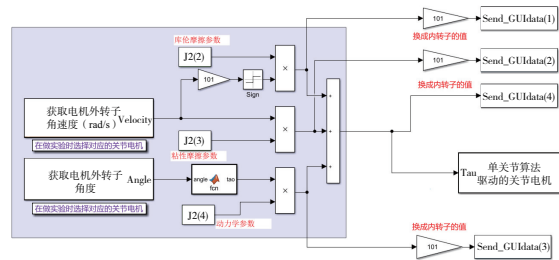 库伦摩擦参数
J2(2)
×
101
Sign
获取电机外转子
角速度（rad/s）
Velocity
在做实验时选择对应的关节电机
J2(3)
×
粘性摩擦参数
获取电机外转子
角度
Angle
在做实验时选择对应的关节电机
angle
tao
fcn
×
J2(4)
动力学参数
+
+
+
101
Send_GUIdata(1)
换成内转子的值
101
Send_GUIdata(2)
换成内转子的值
Send_GUIdata(4)
Tau
单关节算法
驱动的关节电机
换成内转子的值
101
Send_GUIdata(3)